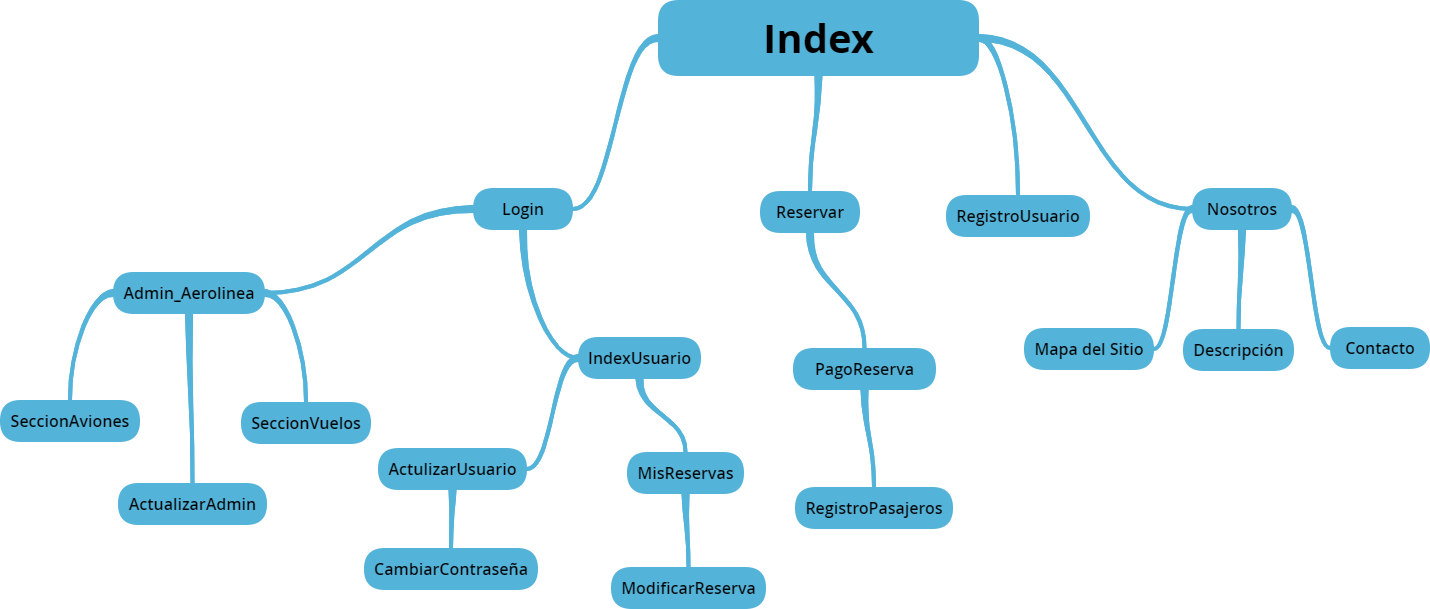 Index
Login
Reservar
RegistroUsuario
Nosotros
Admin_Aerolinea
IndexUsuario
PagoReserva
Mapa del Sitio
Descripción
Contacto
SeccionAviones
SeccionVuelos
ActulizarUsuario
MisReservas
ActualizarAdmin
RegistroPasajeros
CambiarContraseña
ModificarReserva